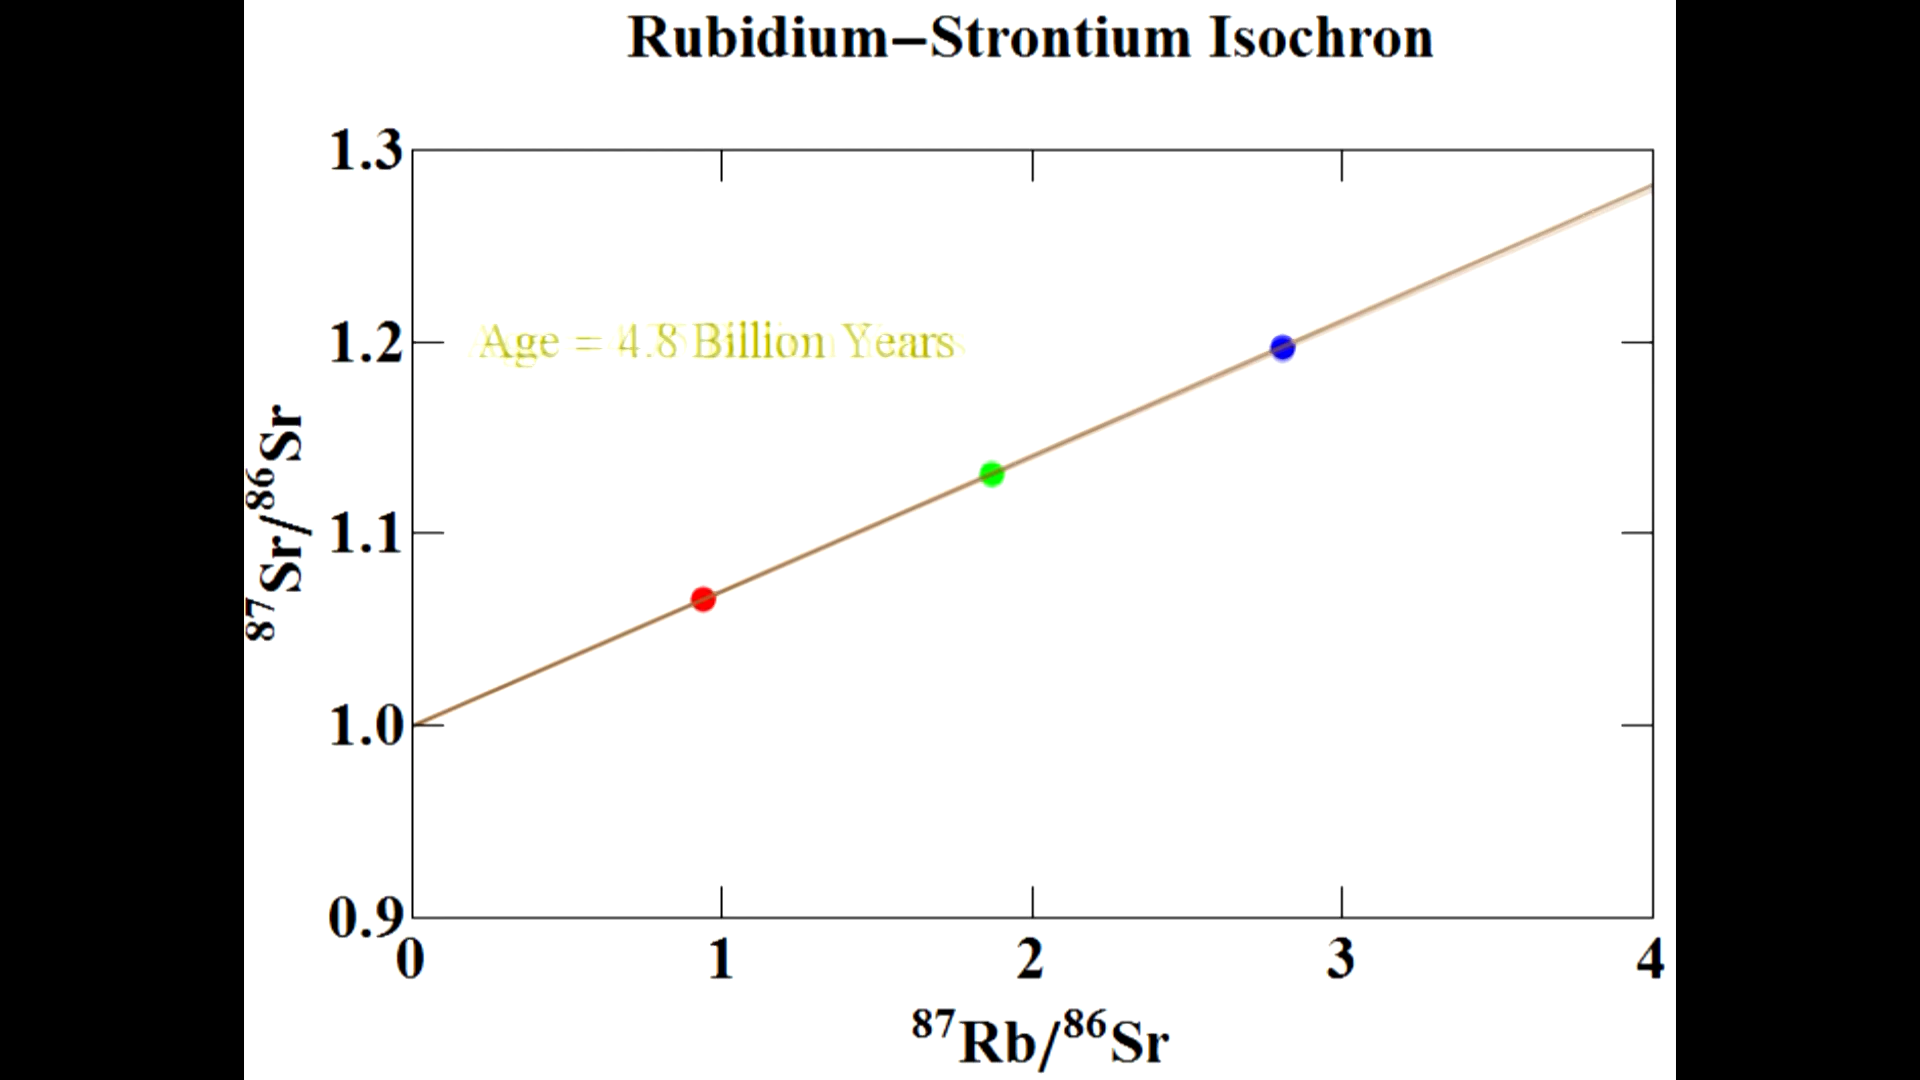 Rubidium–Strontium Isochron
1.3
1.2
1.1
1.0
0.9
⁸⁷Sr/⁸⁶Sr
Age = 4.8 Billion Years
0 1 2 3 4
⁸⁷Rb/⁸⁶Sr